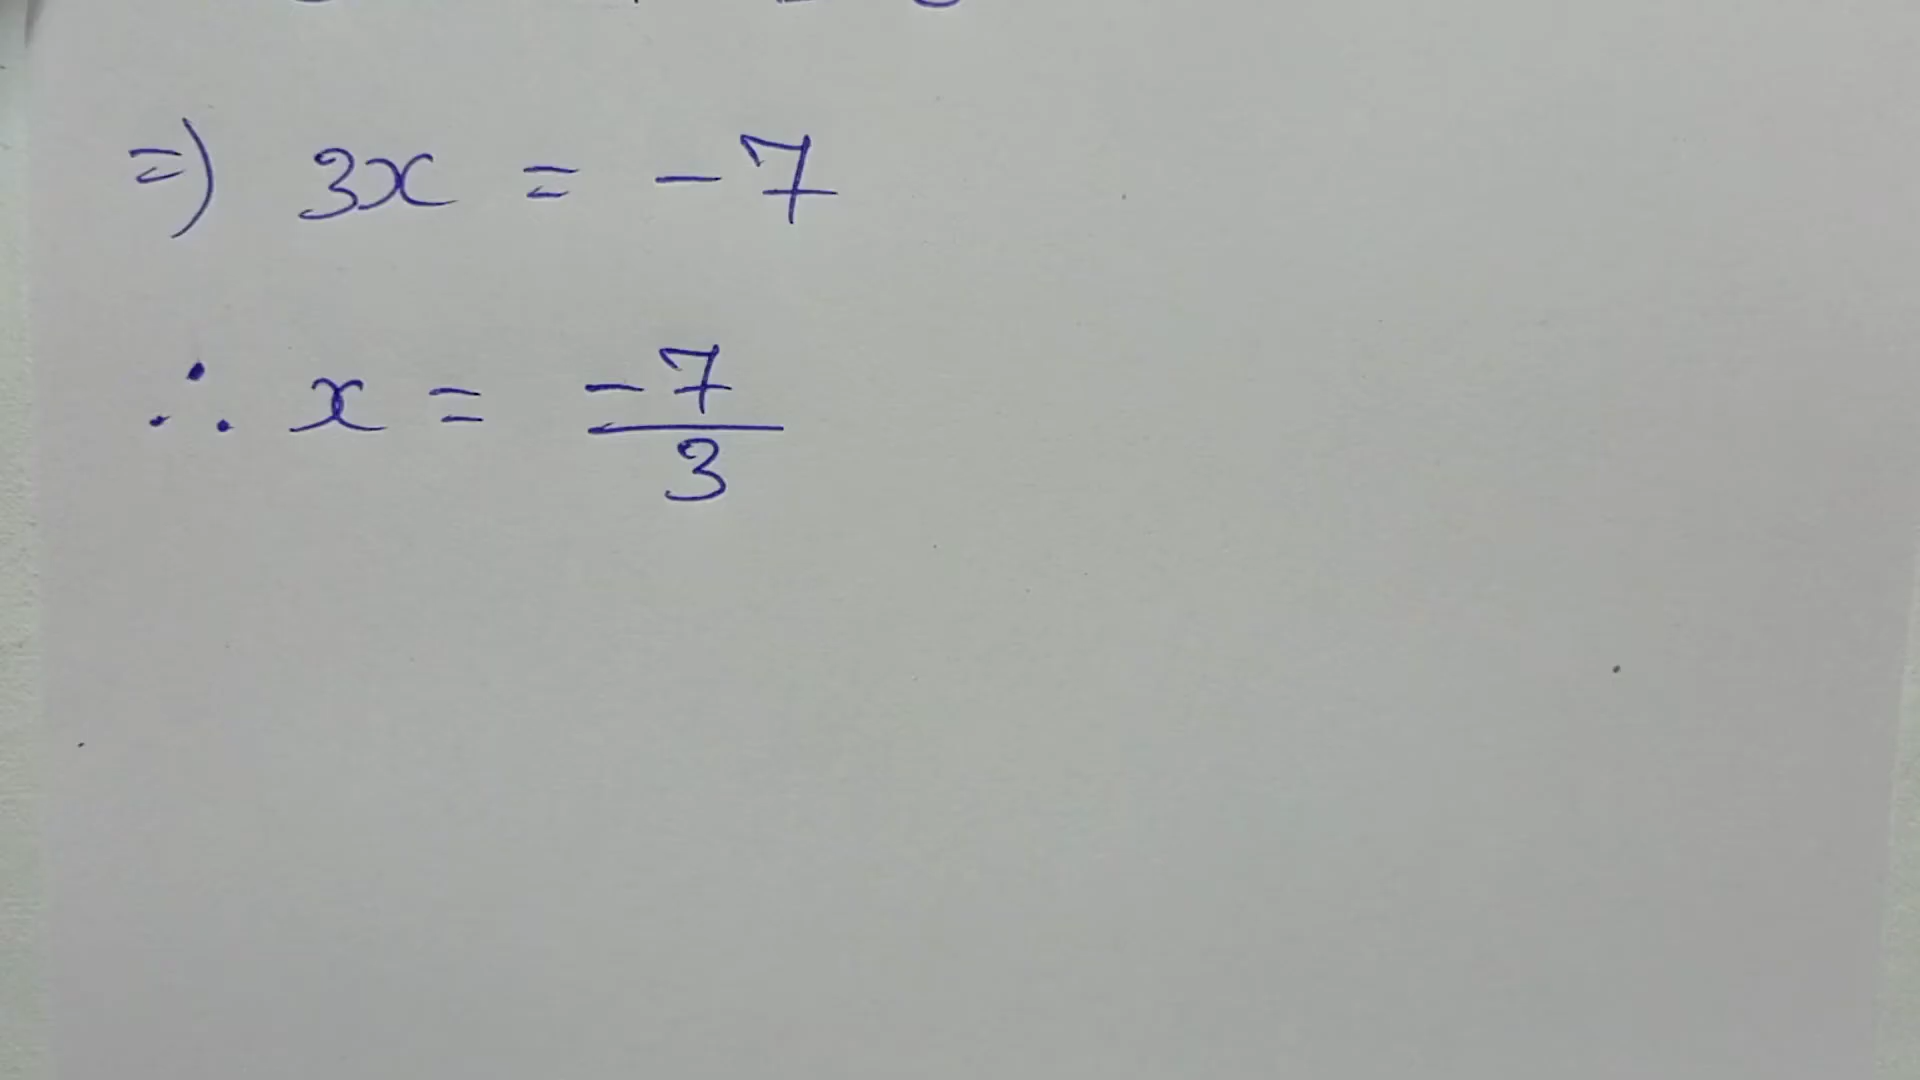 =) 3x = - 7
∴ x = -7/3